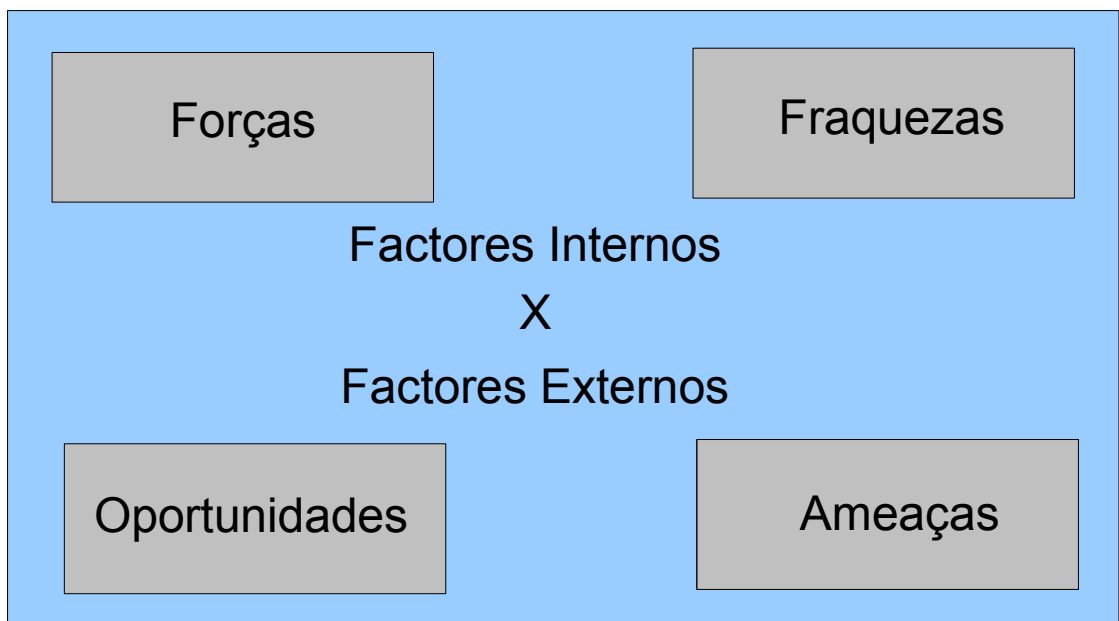 Forças
Fraquezas
Factores Internos
X
Factores Externos
Oportunidades
Ameaças